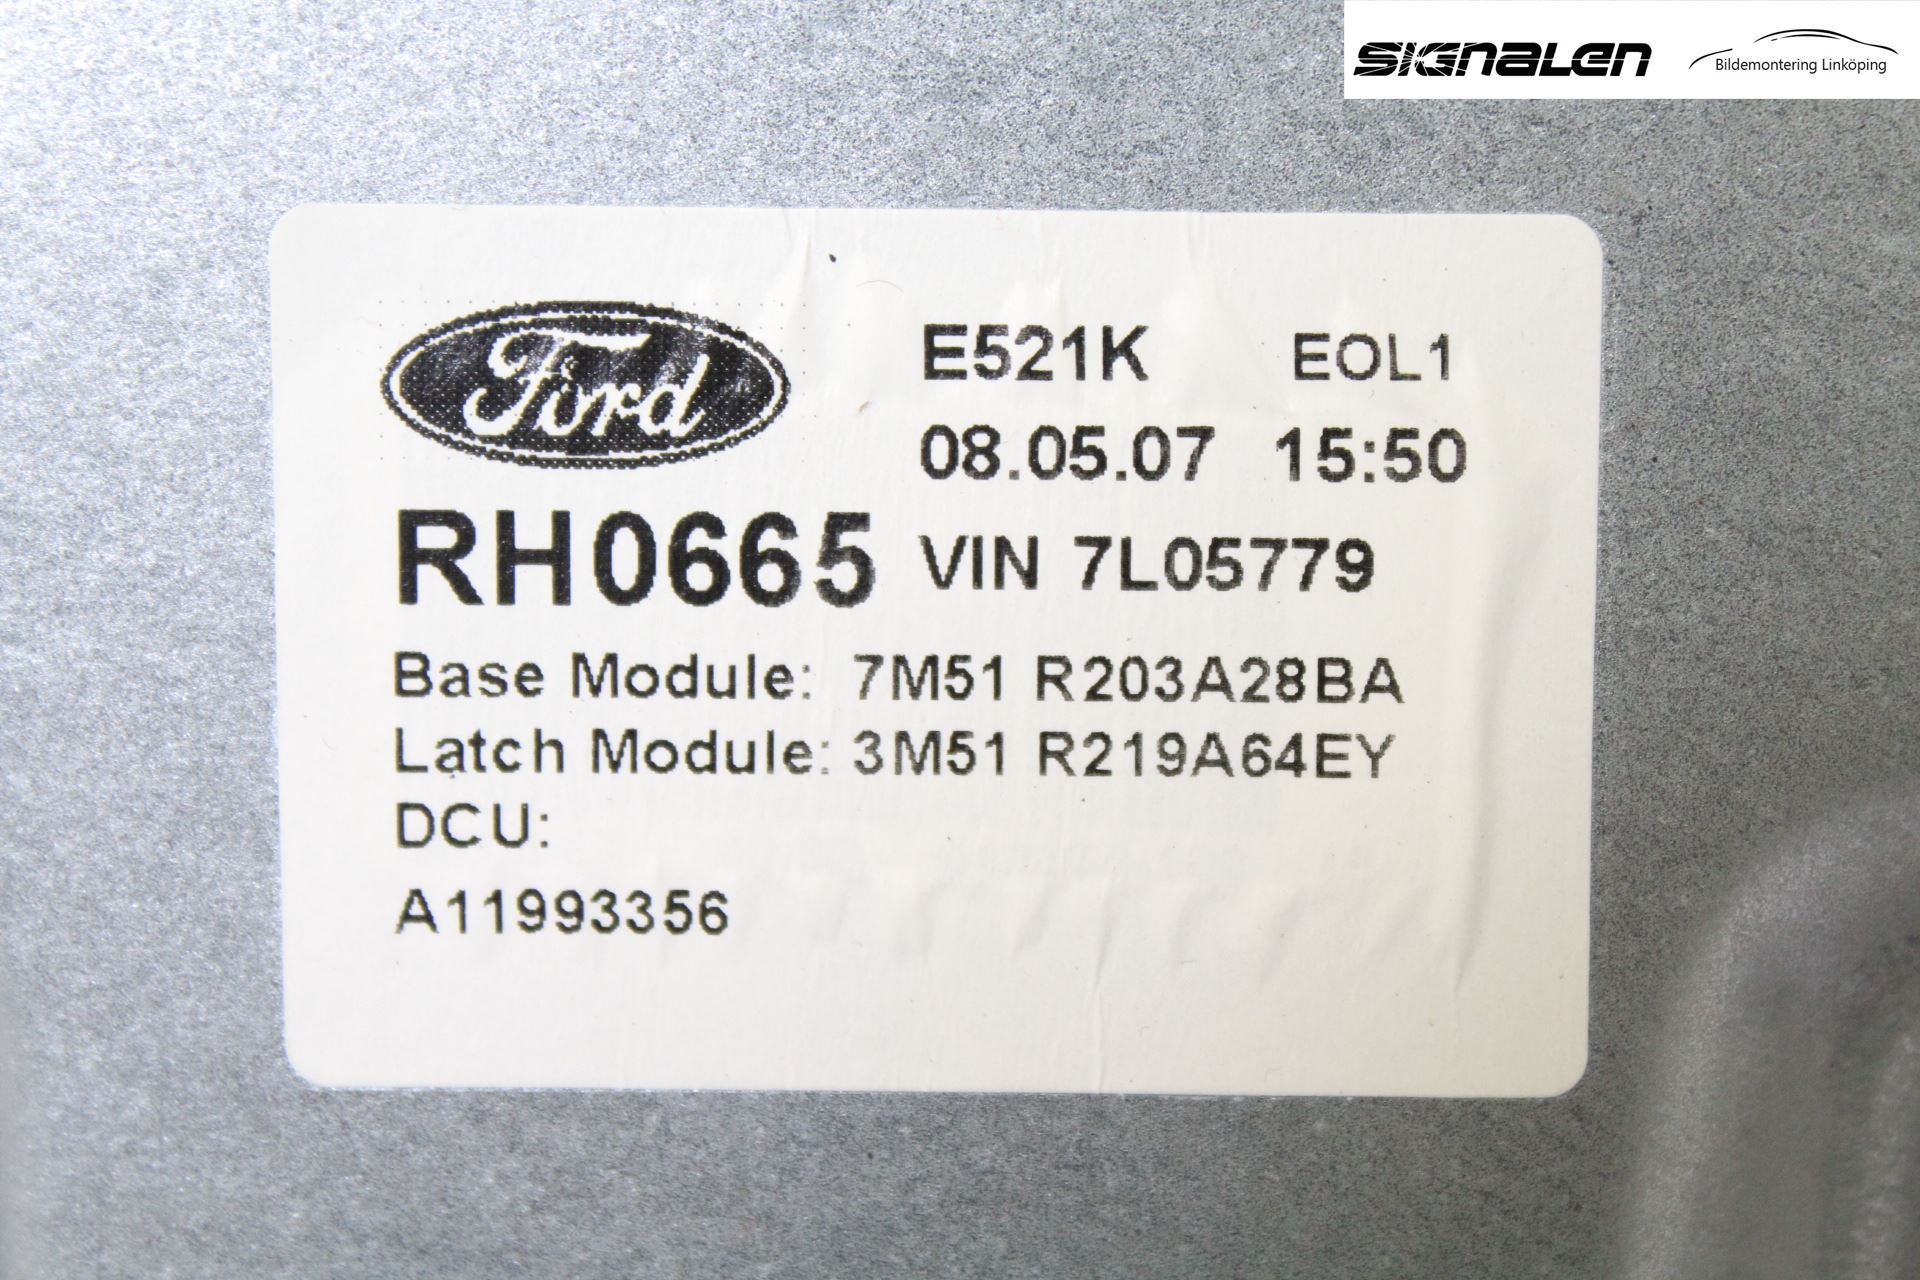 SIGNALEN Bildemontering Linköping
Ford
E521K EOL1
08.05.07 15:50
RH0665 VIN 7L05779
Base Module: 7M51 R203A28BA
Latch Module: 3M51 R219A64EY
DCU:
A11993356